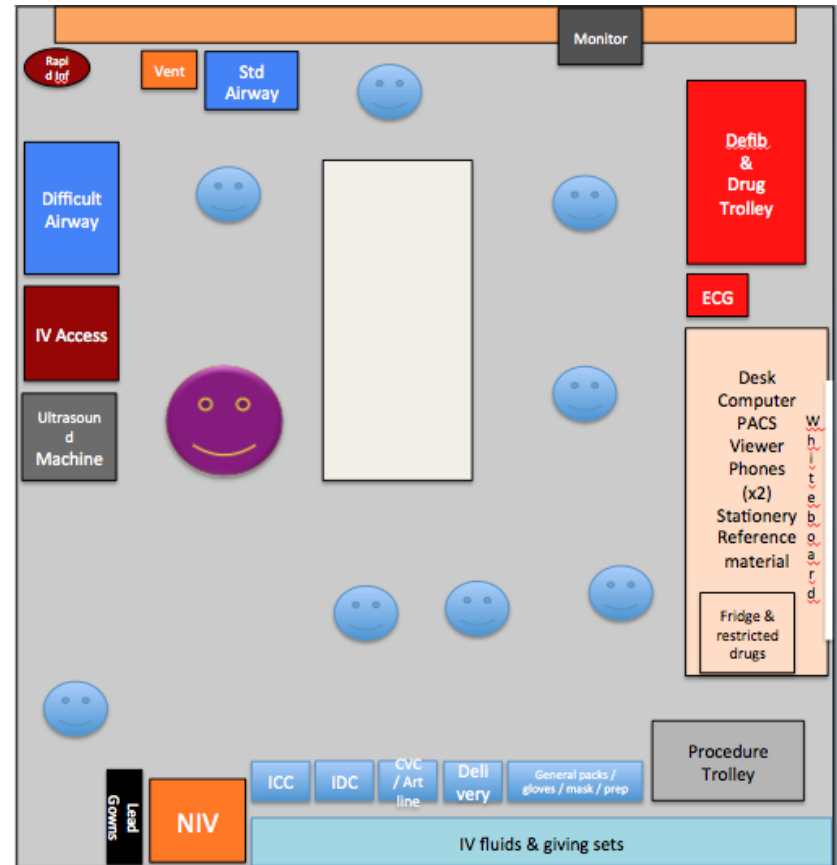 Monitor
Rapi
d Inf
Vent
Std
Airway
Defib
&
Drug
Trolley
Difficult
Airway
ECG
IV Access
Desk
Computer
PACS
Viewer
Phones
(x2)
Stationery
Reference
material
Whiteboard
Ultrasoun
d
Machine
Fridge &
restricted
drugs
Procedure
Trolley
ICC
IDC
CVC
/ Art
line
Deli
very
General packs /
gloves / mask / prep
Lead
Gowns
NIV
IV fluids & giving sets